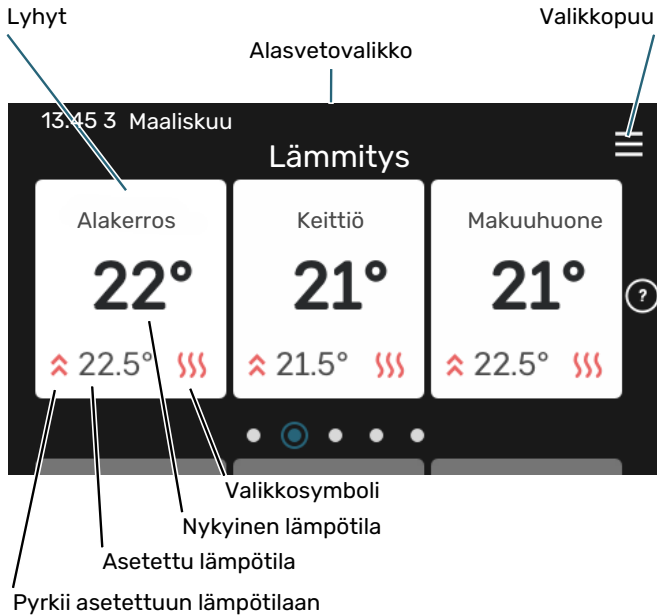 Lyhyt
Valikkopuu
Alasvetovalikko
13.45 3 Maaliskuu
Lämmitys
Alakerros Keittiö Makuuhuone
22° 21° 21°
?
22.5° 21.5° 22.5°
Valikkosymboli
Nykyinen lämpötila
Asetettu lämpötila
Pyrkii asetettuun lämpötilaan